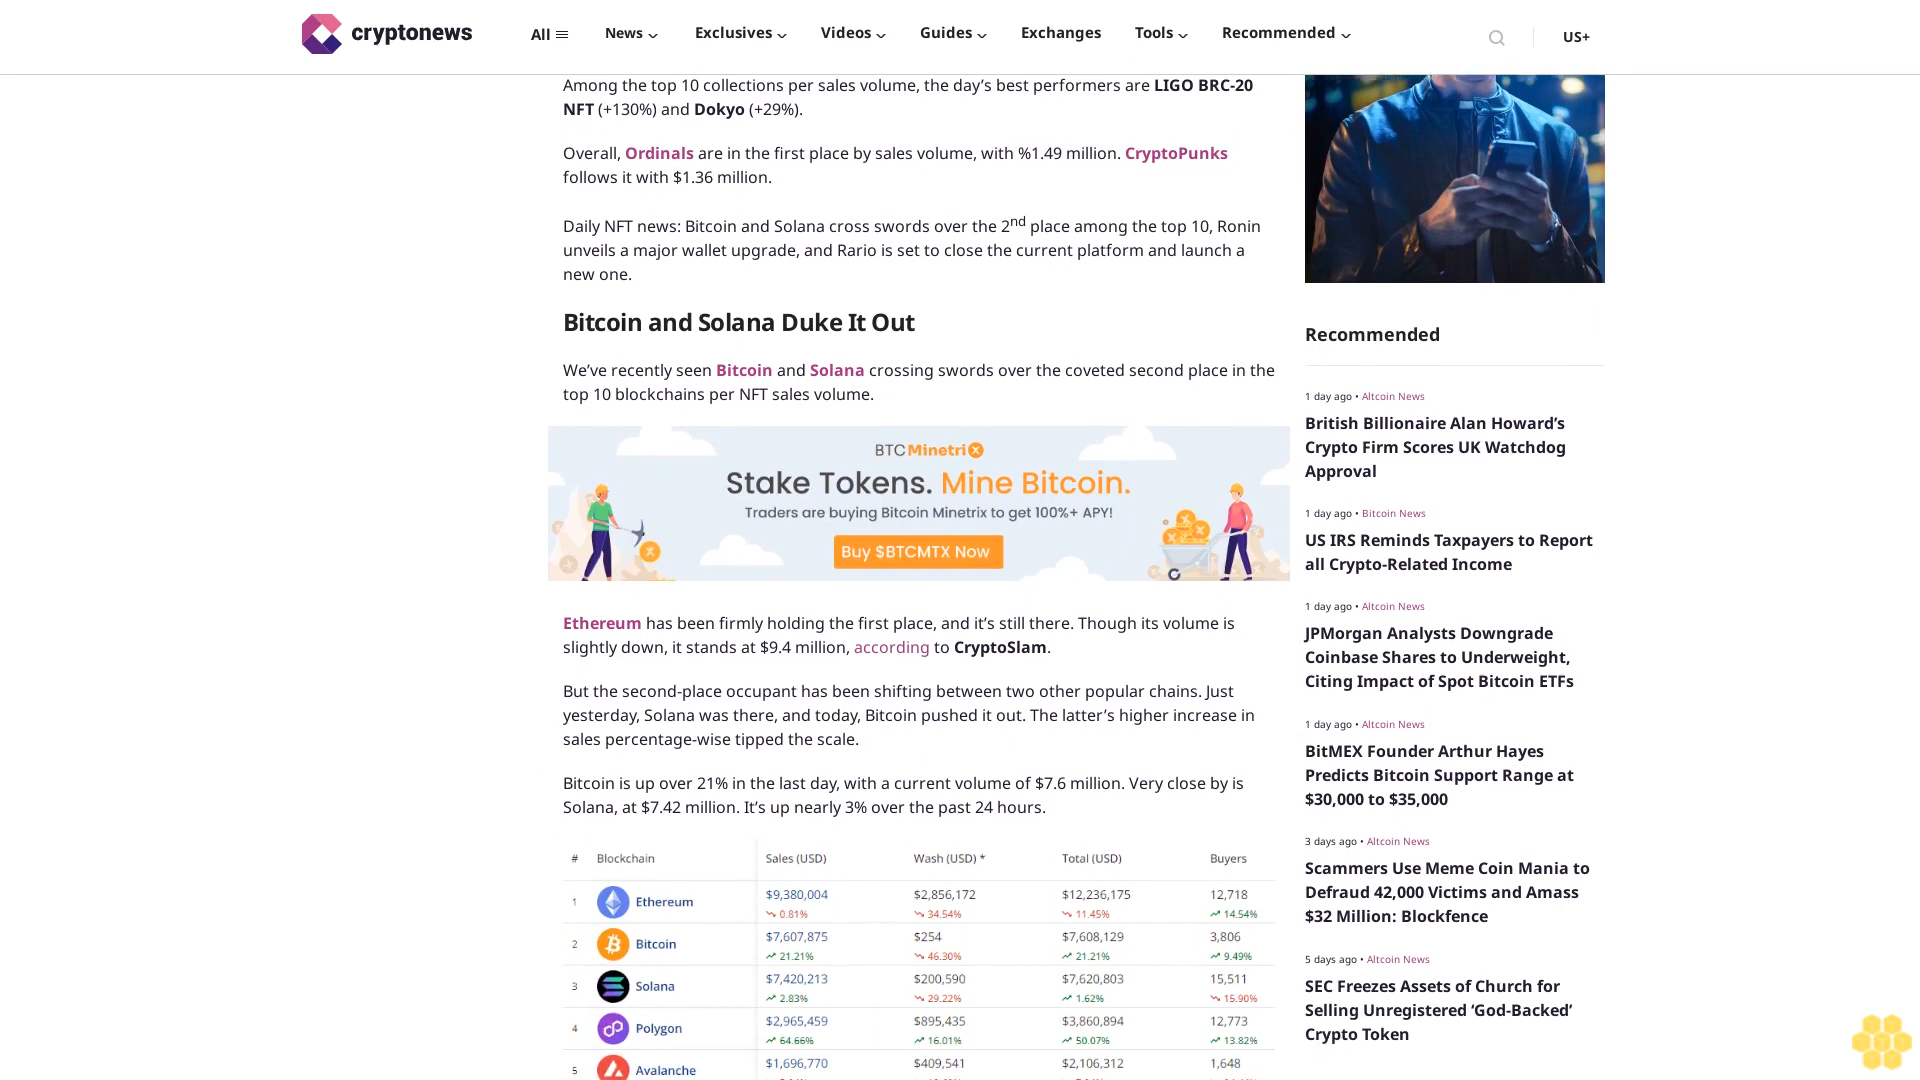 cryptonews
All
News
Exclusives
Videos
Guides
Exchanges
Tools
Recommended
US+
Among the top 10 collections per sales volume, the day’s best performers are LIGO BRC-20
NFT (+130%) and Dokyo (+29%).
Overall, Ordinals are in the first place by sales volume, with %1.49 million. CryptoPunks
follows it with $1.36 million.
Daily NFT news: Bitcoin and Solana cross swords over the 2nd place among the top 10, Ronin
unveils a major wallet upgrade, and Rario is set to close the current platform and launch a
new one.
Bitcoin and Solana Duke It Out
We’ve recently seen Bitcoin and Solana crossing swords over the coveted second place in the
top 10 blockchains per NFT sales volume.
BTC Minetrix
Stake Tokens. Mine Bitcoin.
Traders are buying Bitcoin Minetrix to get 100%+ APY!
Buy $BTCMTX Now
Ethereum has been firmly holding the first place, and it’s still there. Though its volume is
slightly down, it stands at $9.4 million, according to CryptoSlam.
But the second-place occupant has been shifting between two other popular chains. Just
yesterday, Solana was there, and today, Bitcoin pushed it out. The latter’s higher increase in
sales percentage-wise tipped the scale.
Bitcoin is up over 21% in the last day, with a current volume of $7.6 million. Very close by is
Solana, at $7.42 million. It’s up nearly 3% over the past 24 hours.
# Blockchain Sales (USD) Wash (USD) * Total (USD) Buyers
1 Ethereum $9,380,004 $2,856,172 $12,236,175 12,718
0.81% 34.54% 11.45% 14.54%
2 Bitcoin $7,607,875 $254 $7,608,129 3,806
21.21% 46.30% 21.21% 9.49%
3 Solana $7,420,213 $200,590 $7,620,803 15,511
2.83% 29.22% 1.62% 15.90%
4 Polygon $2,965,459 $895,435 $3,860,894 12,773
64.66% 16.01% 50.07% 13.82%
5 Avalanche $1,696,770 $409,541 $2,106,312 1,648
Recommended
1 day ago • Altcoin News
British Billionaire Alan Howard’s
Crypto Firm Scores UK Watchdog
Approval
1 day ago • Bitcoin News
US IRS Reminds Taxpayers to Report
all Crypto-Related Income
1 day ago • Altcoin News
JPMorgan Analysts Downgrade
Coinbase Shares to Underweight,
Citing Impact of Spot Bitcoin ETFs
1 day ago • Altcoin News
BitMEX Founder Arthur Hayes
Predicts Bitcoin Support Range at
$30,000 to $35,000
3 days ago • Altcoin News
Scammers Use Meme Coin Mania to
Defraud 42,000 Victims and Amass
$32 Million: Blockfence
5 days ago • Altcoin News
SEC Freezes Assets of Church for
Selling Unregistered ‘God-Backed’
Crypto Token